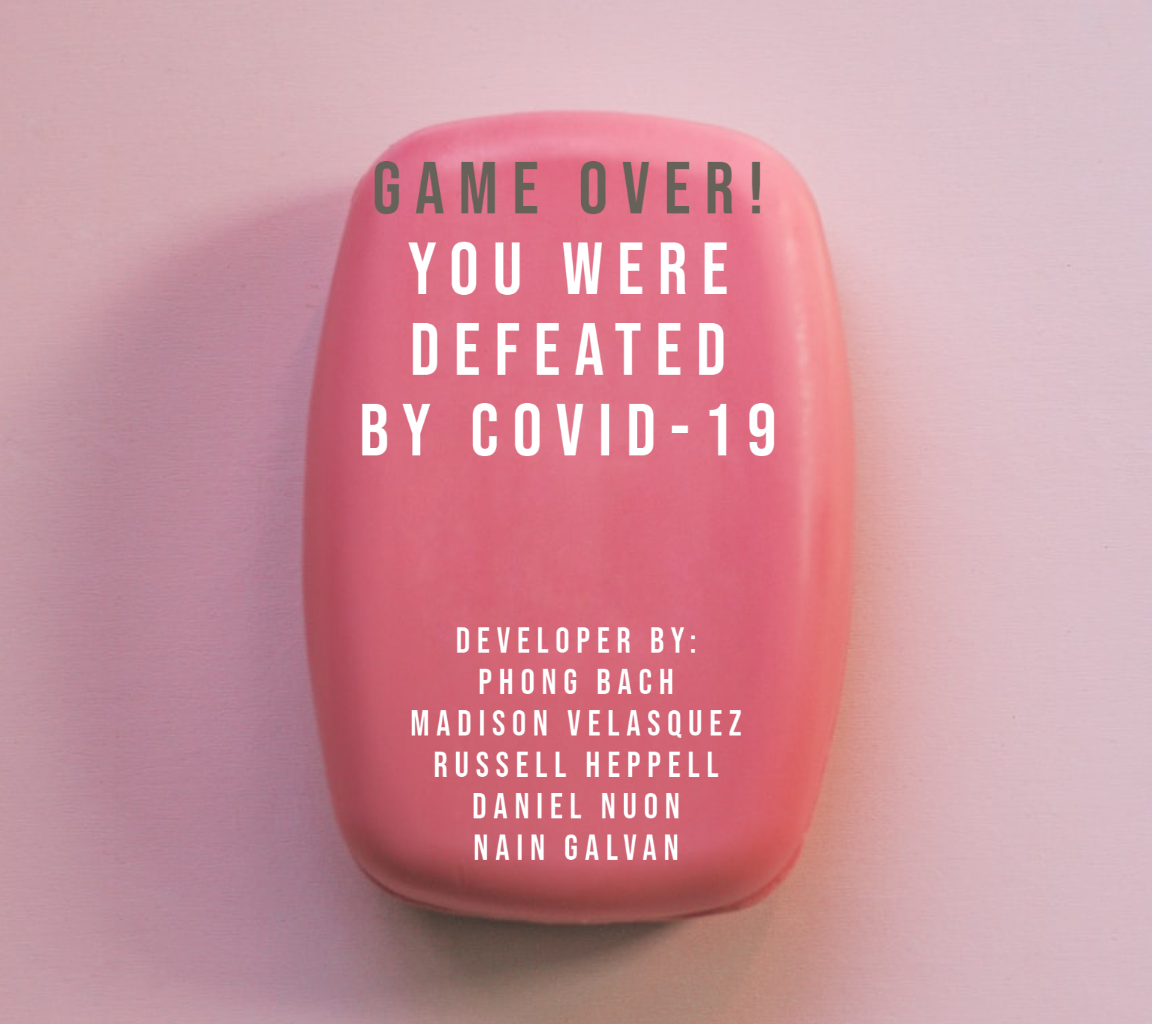 GAME OVER!
YOU WERE
DEFEATED
BY COVID-19
DEVELOPER BY:
PHONG BACH
MADISON VELASQUEZ
RUSSELL HEPPELL
DANIEL NUON
NAIN GALVAN